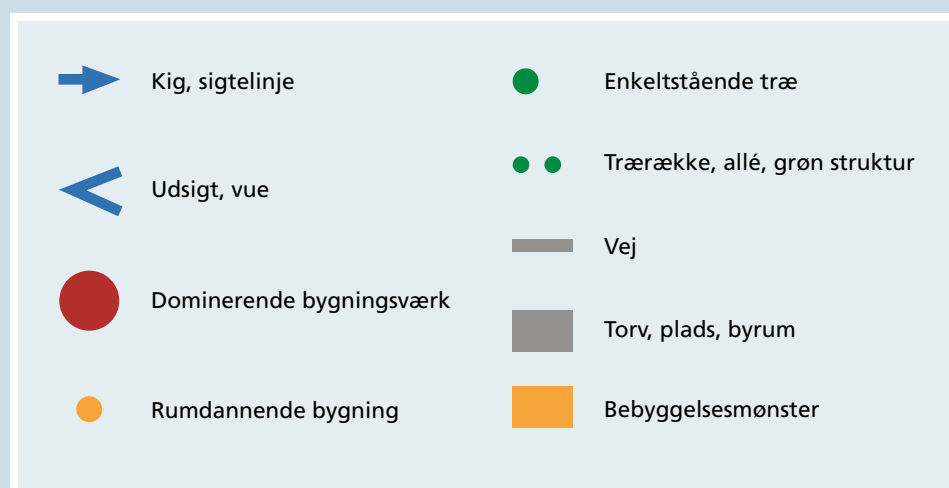 Kig, sigtelinje
Udsigt, vue
Dominerende bygningsværk
Rumdannende bygning
Enkeltstående træ
Trærække, allé, grøn struktur
Vej
Torv, plads, byrum
Bebyggelsesmønster